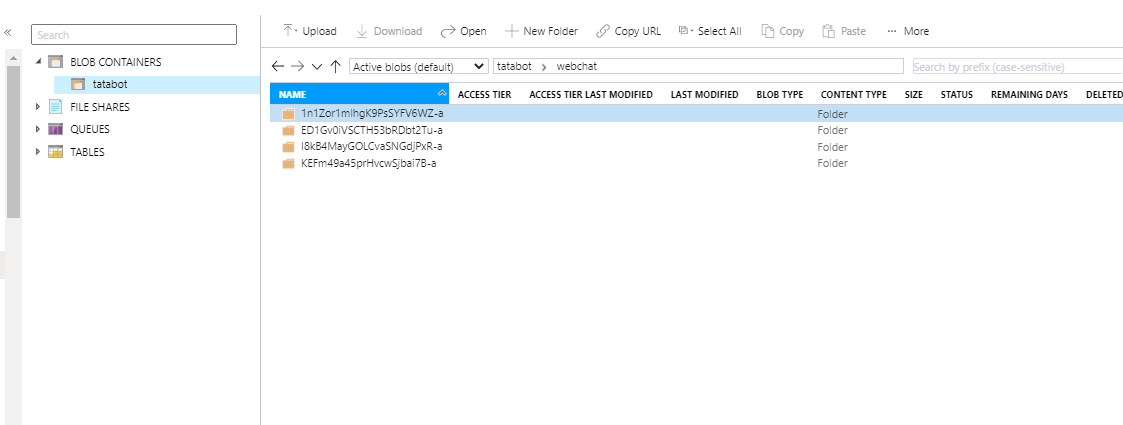 Search
BLOB CONTAINERS
tatabot
FILE SHARES
QUEUES
TABLES
Upload Download Open New Folder Copy URL Select All Copy Paste ... More
Active blobs (default) tatabot > webchat Search by prefix (case-sensitive)
NAME ACCESS TIER ACCESS TIER LAST MODIFIED LAST MODIFIED BLOB TYPE CONTENT TYPE SIZE STATUS REMAINING DAYS DELETED
1n1Zor1mlhgK9PsSYFV6WZ-a Folder
ED1Gv0iVSCTH53bRDbt2Tu-a Folder
I8kB4MayGOLCvaSNGdjPxR-a Folder
KEFm49a45prHvcwSjbai7B-a Folder